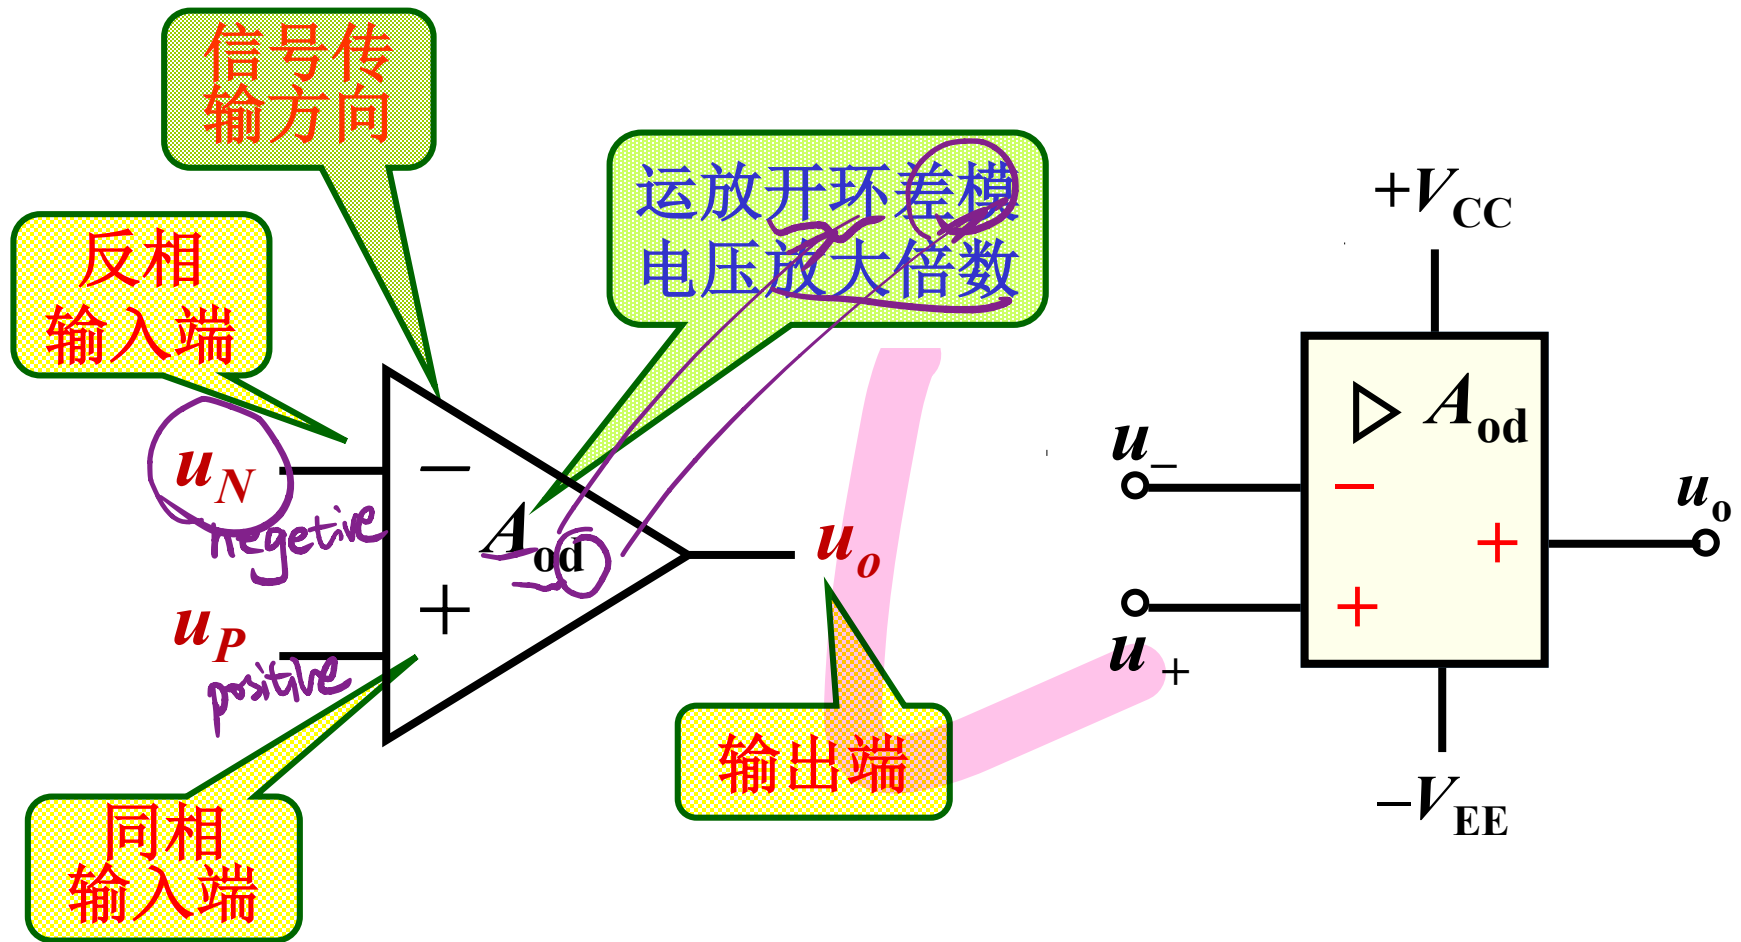 信号传
输方向
运放开环差模
电压放大倍数
反相
输入端
u_N
negetive
−
A_od
+
u_P
positive
u_o
输出端
同相
输入端
+V_CC
▷ A_od
u_−
−
+
u_o
+
u_+
−V_EE